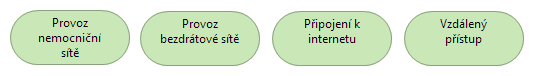 Provoz
nemocniční
sítě
Provoz
bezdrátové sítě
Připojení k
internetu
Vzdálený
přístup